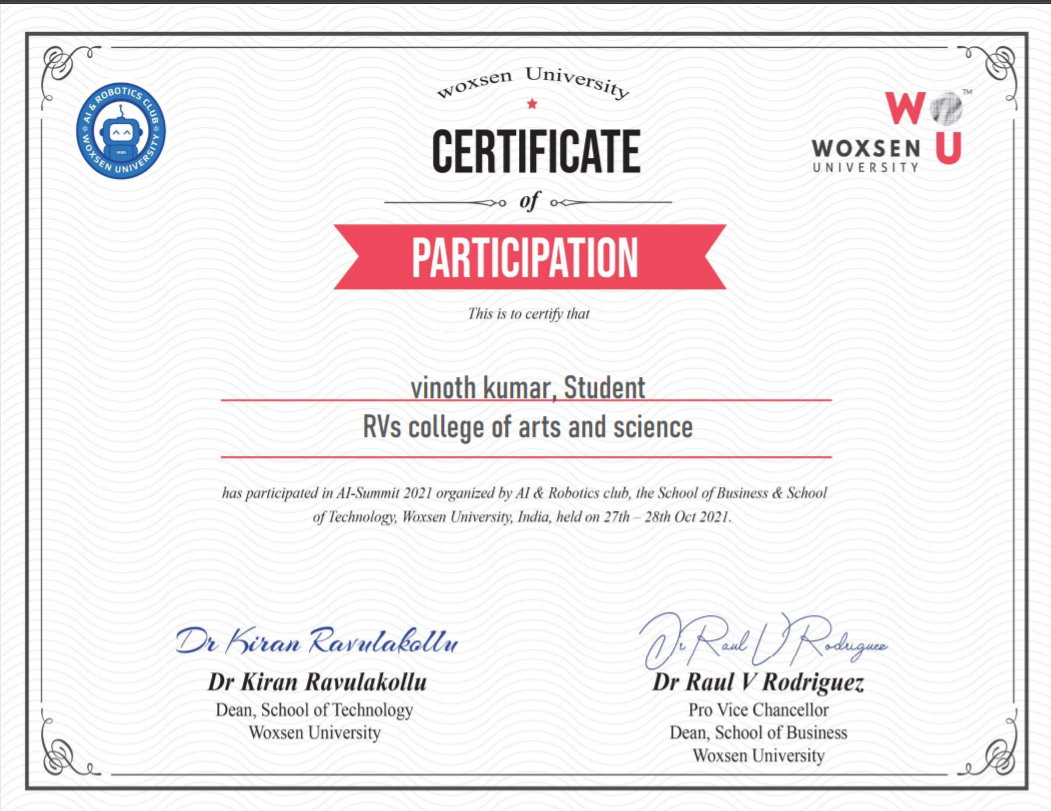 AI & ROBOTICS CLUB
WOXSEN UNIVERSITY
woxsen University
CERTIFICATE
of
PARTICIPATION
W U TM
WOXSEN
UNIVERSITY
This is to certify that
vinoth kumar, Student
RVs college of arts and science
has participated in AI-Summit 2021 organized by AI & Robotics club, the School of Business & School
of Technology, Woxsen University, India, held on 27th – 28th Oct 2021.
Dr Kiran Ravulakollu
Dr Kiran Ravulakollu
Dean, School of Technology
Woxsen University
Dr Raul V Rodriguez
Dr Raul V Rodriguez
Pro Vice Chancellor
Dean, School of Business
Woxsen University